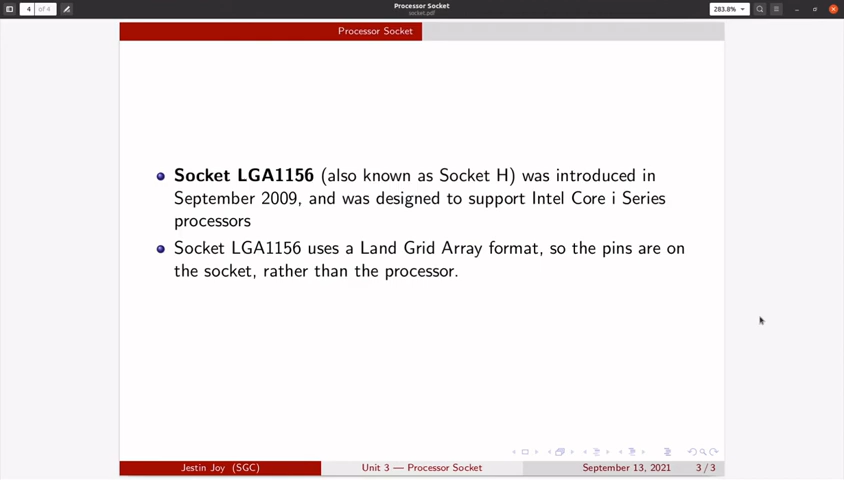 Processor Socket
socket.pdf
4 of 4
283.8%
Processor Socket
Socket LGA1156 (also known as Socket H) was introduced in
September 2009, and was designed to support Intel Core i Series
processors
Socket LGA1156 uses a Land Grid Array format, so the pins are on
the socket, rather than the processor.
Jestin Joy (SGC) Unit 3 — Processor Socket September 13, 2021 3 / 3